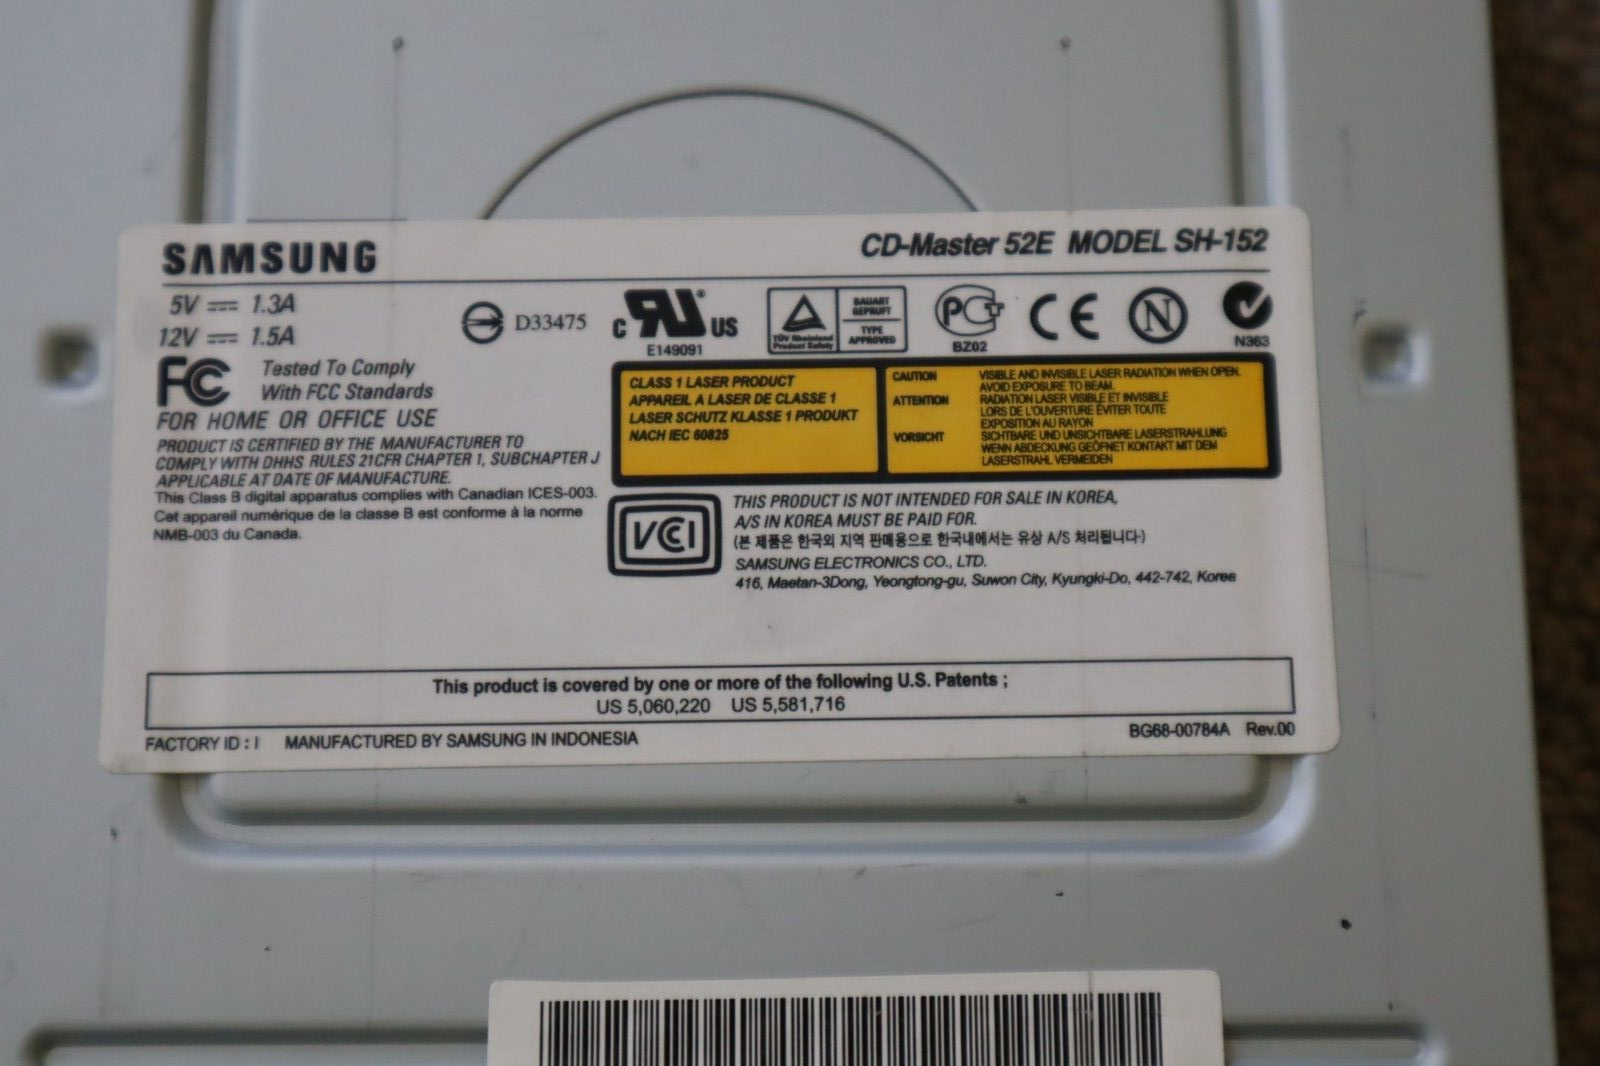 SAMSUNG
CD-Master 52E MODEL SH-152
5V 1.3A
12V 1.5A
D33475
C RU ® US
E149091
TÜV Rheinland
Product Safety
BAUART
GEPRUFT
TYPE
APPROVED
PCT
BZ02
CE
N
N363
FC
Tested To Comply
With FCC Standards
FOR HOME OR OFFICE USE
PRODUCT IS CERTIFIED BY THE MANUFACTURER TO
COMPLY WITH DHHS RULES 21CFR CHAPTER 1, SUBCHAPTER J
APPLICABLE AT DATE OF MANUFACTURE.
This Class B digital apparatus complies with Canadian ICES-003.
Cet appareil numérique de la classe B est conforme à la norme
NMB-003 du Canada.
CLASS 1 LASER PRODUCT
APPAREIL A LASER DE CLASSE 1
LASER SCHUTZ KLASSE 1 PRODUKT
NACH IEC 60825
CAUTION VISIBLE AND INVISIBLE LASER RADIATION WHEN OPEN.
AVOID EXPOSURE TO BEAM.
ATTENTION RADIATION LASER VISIBLE ET INVISIBLE
LORS DE L'OUVERTURE ÉVITER TOUTE
EXPOSITION AU RAYON
VORSICHT SICHTBARE UND UNSICHTBARE LASERSTRAHLUNG
WENN ABDECKUNG GEÖFNET KONTAKT MIT DEM
LASERSTRAHL VERMEIDEN
VCI
THIS PRODUCT IS NOT INTENDED FOR SALE IN KOREA,
A/S IN KOREA MUST BE PAID FOR.
(본 제품은 한국외 지역 판매용으로 한국내에서는 유상 A/S 처리됩니다.)
SAMSUNG ELECTRONICS CO., LTD.
416, Maetan-3Dong, Yeongtong-gu, Suwon City, Kyungki-Do, 442-742, Koree
This product is covered by one or more of the following U.S. Patents ;
US 5,060,220 US 5,581,716
FACTORY ID : I MANUFACTURED BY SAMSUNG IN INDONESIA
BG68-00784A Rev.00